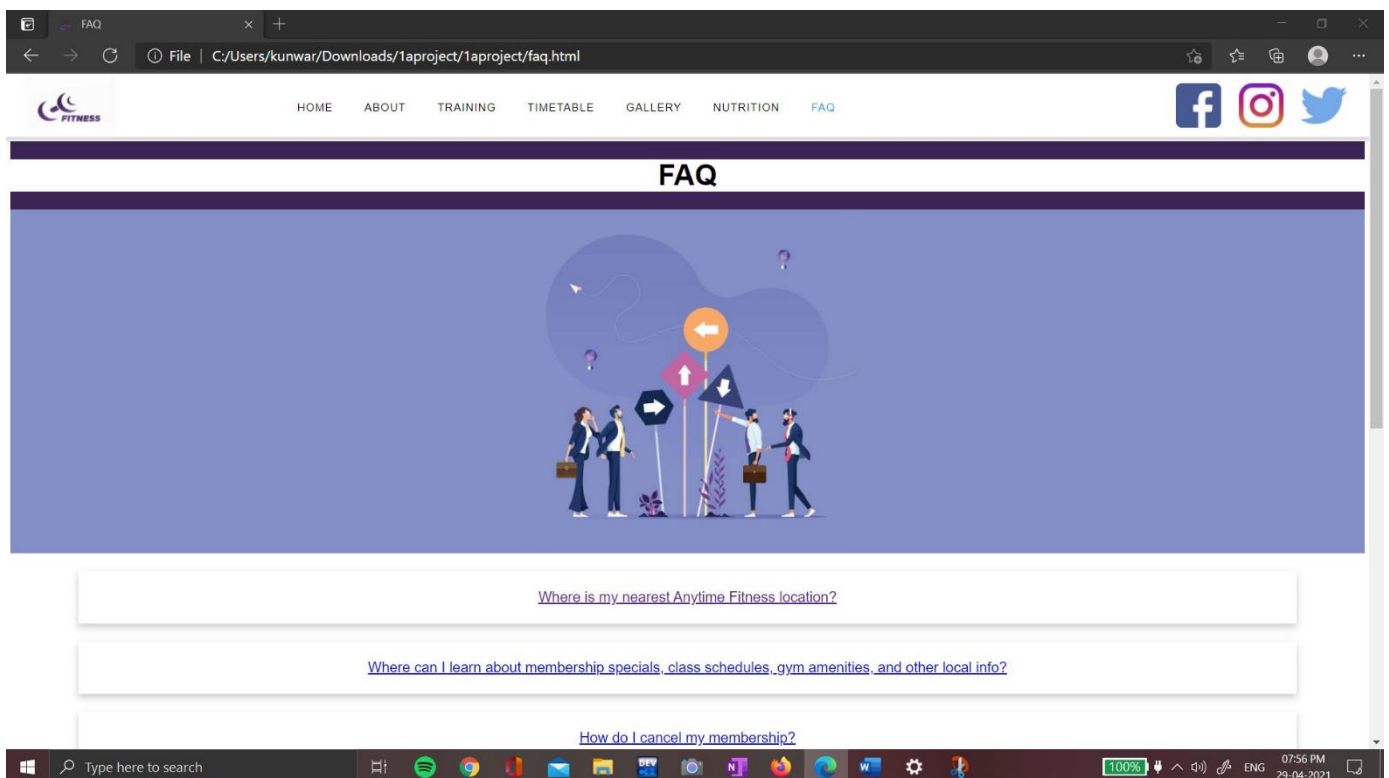 FAQ
File | C:/Users/kunwar/Downloads/1aproject/1aproject/faq.html
FITNESS
HOME ABOUT TRAINING TIMETABLE GALLERY NUTRITION FAQ
FAQ
Where is my nearest Anytime Fitness location?
Where can I learn about membership specials, class schedules, gym amenities, and other local info?
How do I cancel my membership?
Type here to search
DEV
100%
ENG
07:56 PM
29-04-2021